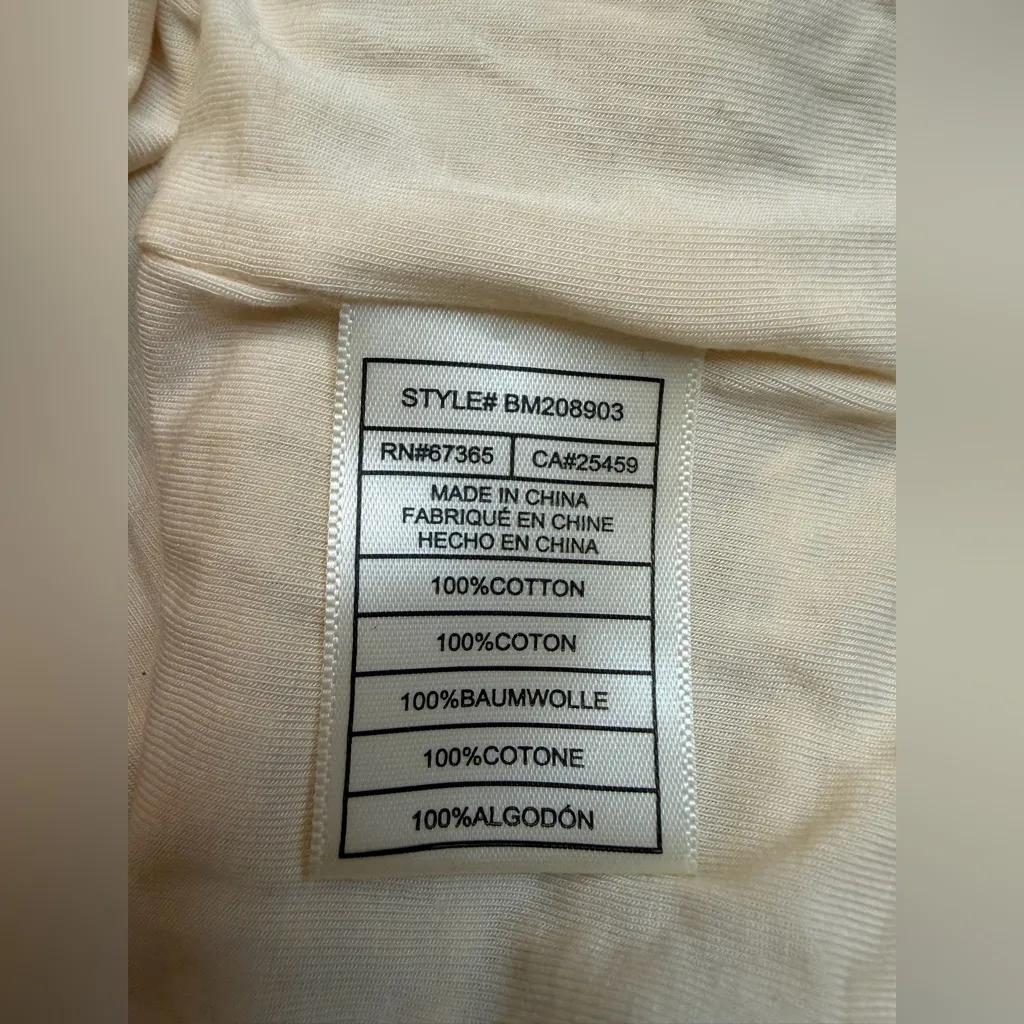 STYLE# BM208903
RN#67365 CA#25459
MADE IN CHINA
FABRIQUÉ EN CHINE
HECHO EN CHINA
100%COTTON
100%COTON
100%BAUMWOLLE
100%COTONE
100%ALGODÓN